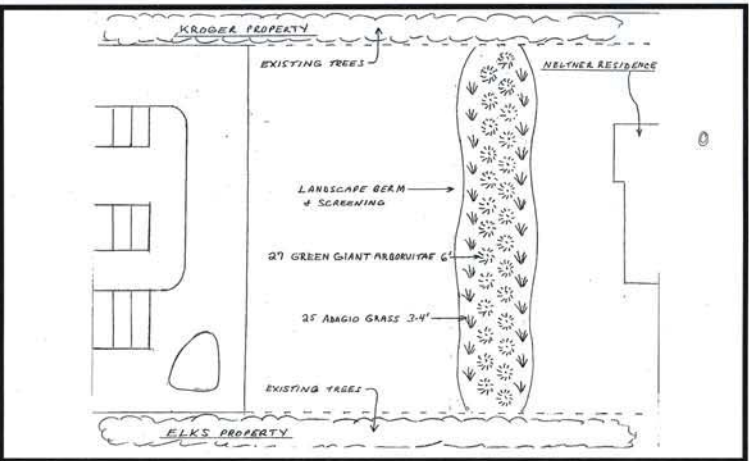 KROGER PROPERTY
EXISTING TREES
NELTNER RESIDENCE
LANDSCAPE BERM
& SCREENING
27 GREEN GIANT ARBORVITAE 6'
25 ADAGIO GRASS 3-4'
EXISTING TREES
ELKS PROPERTY